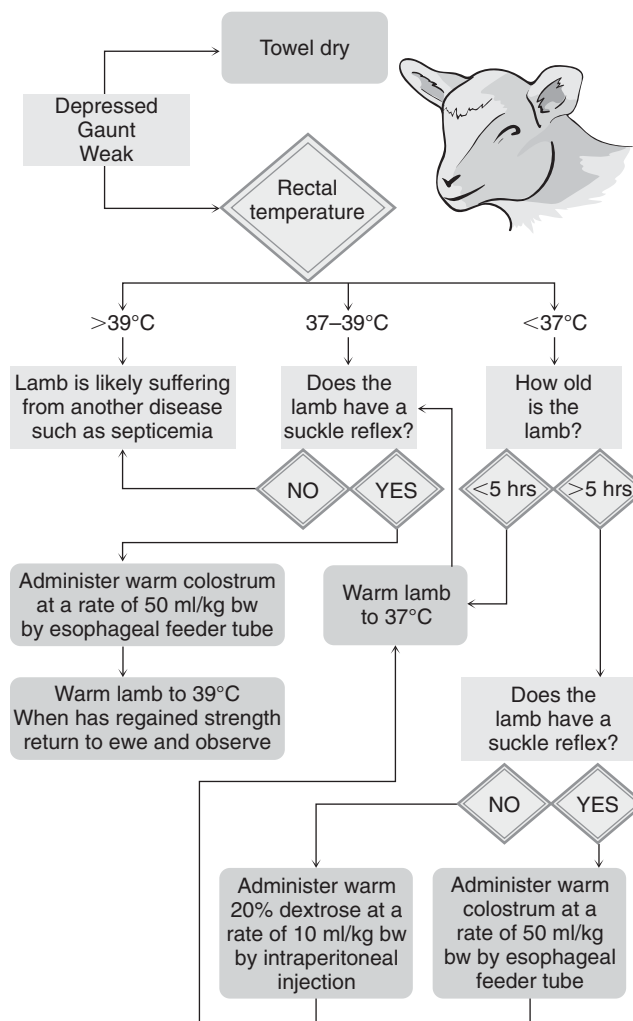 Towel dry
Depressed
Gaunt
Weak
Rectal
temperature
>39°C
37–39°C
<37°C
Lamb is likely suffering
from another disease
such as septicemia
Does the
lamb have a
suckle reflex?
How old
is the
lamb?
NO
YES
<5 hrs
>5 hrs
Administer warm colostrum
at a rate of 50 ml/kg bw
by esophageal feeder tube
Warm lamb
to 37°C
Warm lamb to 39°C
When has regained strength
return to ewe and observe
Does the
lamb have a
suckle reflex?
NO
YES
Administer warm
20% dextrose at a
rate of 10 ml/kg bw
by intraperitoneal
injection
Administer warm
colostrum at a
rate of 50 ml/kg
bw by esophageal
feeder tube